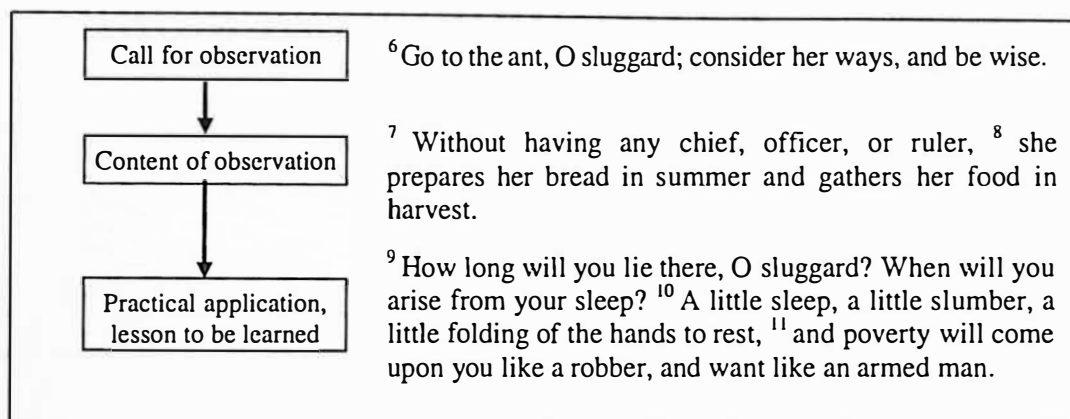 Call for observation
⁶ Go to the ant, O sluggard; consider her ways, and be wise.
Content of observation
⁷ Without having any chief, officer, or ruler, ⁸ she
prepares her bread in summer and gathers her food in
harvest.
Practical application,
lesson to be learned
⁹ How long will you lie there, O sluggard? When will you
arise from your sleep? ¹⁰ A little sleep, a little slumber, a
little folding of the hands to rest, ¹¹ and poverty will come
upon you like a robber, and want like an armed man.